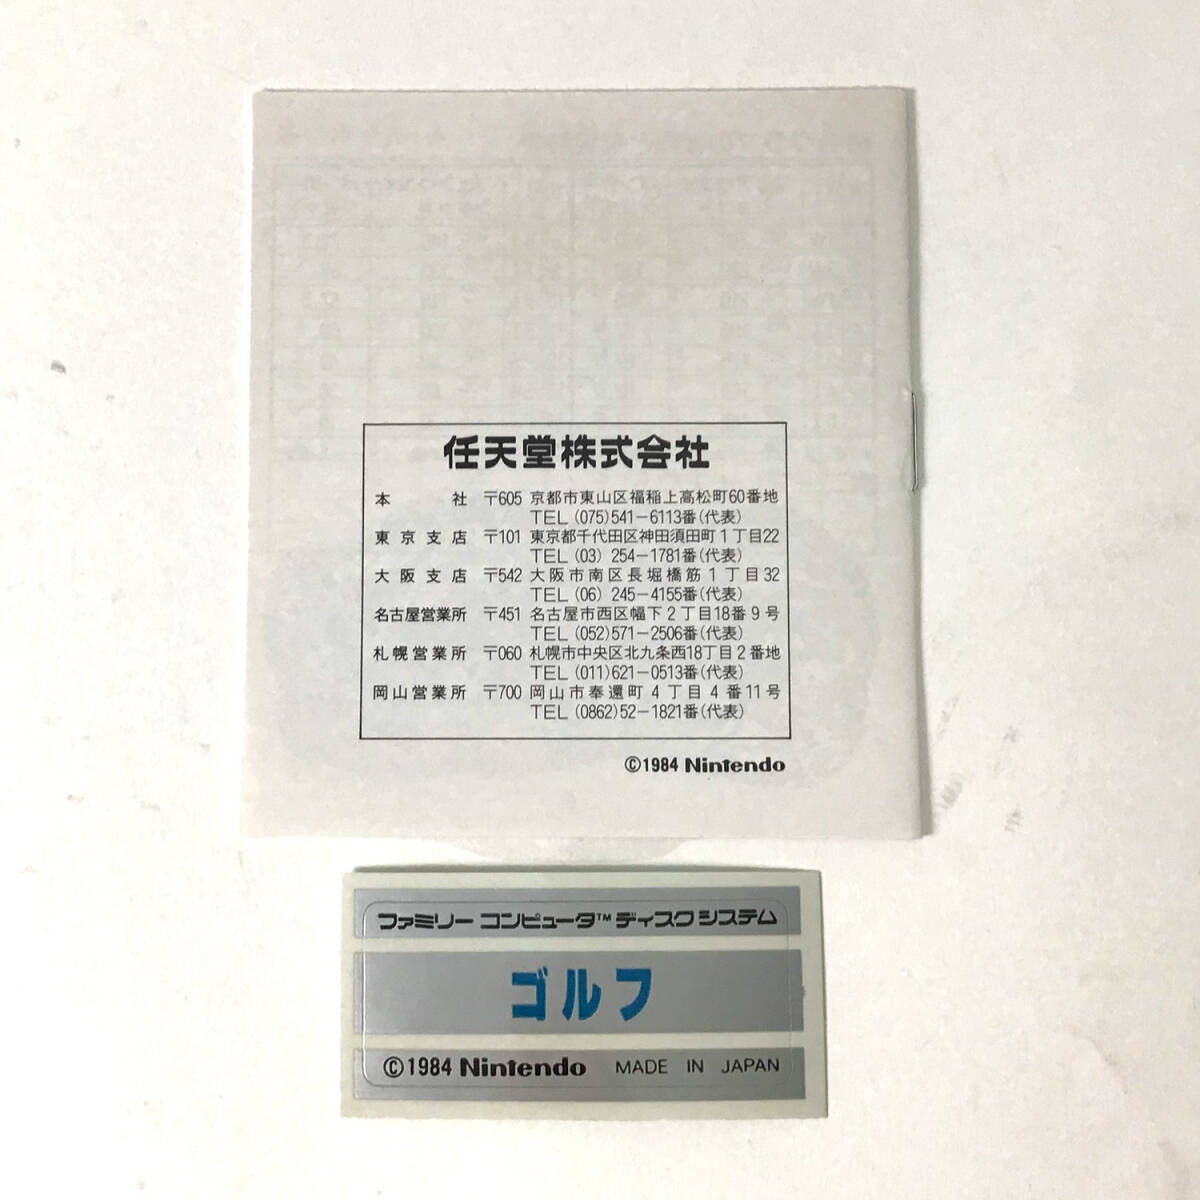 任天堂株式会社
本社 〒605 京都市東山区福稲上高松町60番地
TEL (075)541-6113番(代表)
東京支店 〒101 東京都千代田区神田須田町1丁目22
TEL (03) 254-1781番(代表)
大阪支店 〒542 大阪市南区長堀橋筋1丁目32
TEL (06) 245-4155番(代表)
名古屋営業所 〒451 名古屋市西区幅下2丁目18番9号
TEL (052)571-2506番(代表)
札幌営業所 〒060 札幌市中央区北九条西18丁目2番地
TEL (011)621-0513番(代表)
岡山営業所 〒700 岡山市奉還町4丁目4番11号
TEL (0862)52-1821番(代表)
©1984 Nintendo
ファミリー コンピュータ™ ディスク システム
ゴルフ
©1984 Nintendo MADE IN JAPAN